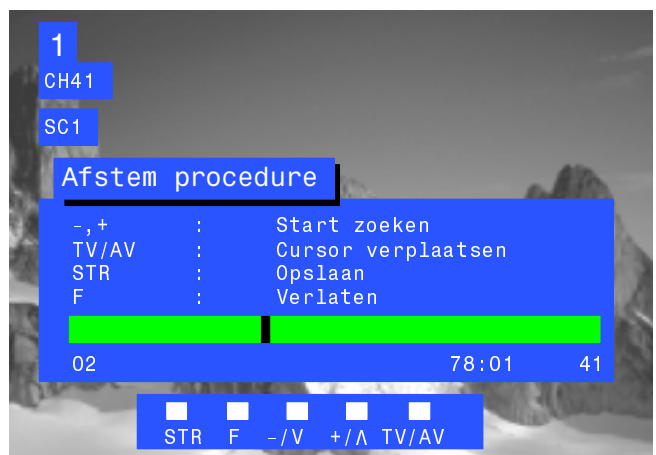 1
CH41
SC1
Afstem procedure
-,+ : Start zoeken
TV/AV : Cursor verplaatsen
STR : Opslaan
F : Verlaten
02 78:01 41
STR F -/V +/Λ TV/AV